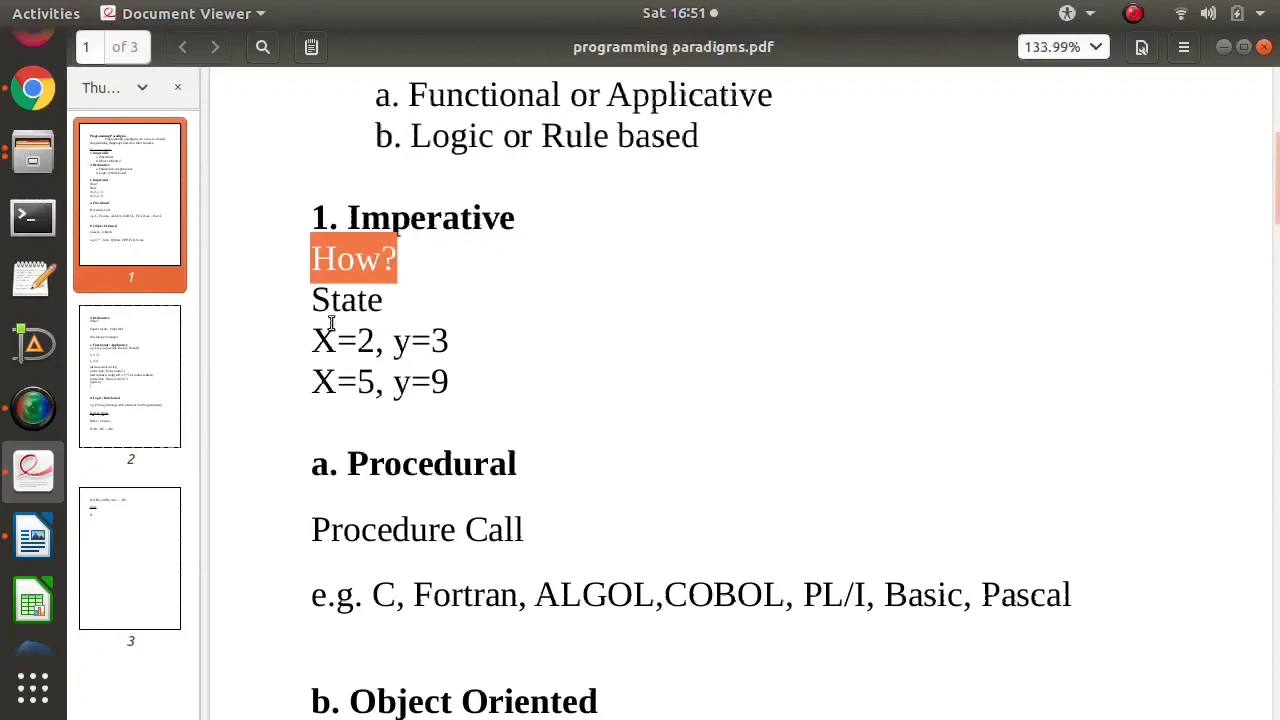 Activities
Document Viewer
Sat 16:51
1
of 3
programming paradigms.pdf
133.99%
Thu...
1
2
3
a. Functional or Applicative
b. Logic or Rule based
1. Imperative
How?
State
X=2, y=3
X=5, y=9
a. Procedural
Procedure Call
e.g. C, Fortran, ALGOL,COBOL, PL/I, Basic, Pascal
b. Object Oriented